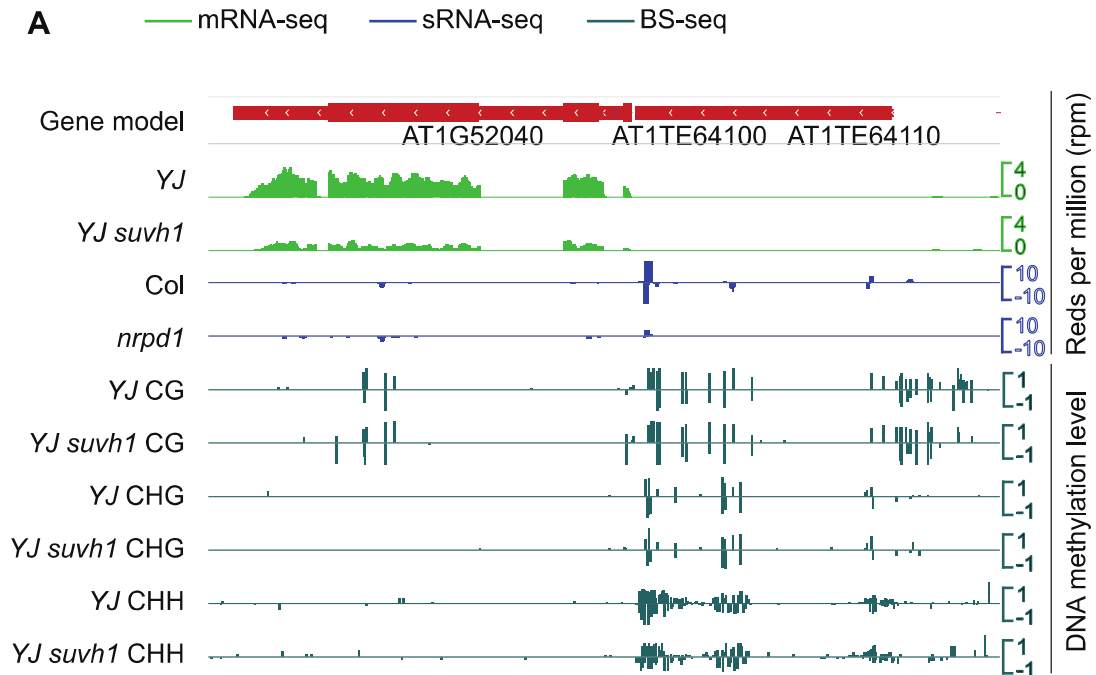 A
mRNA-seq sRNA-seq BS-seq
Gene model
AT1G52040 AT1TE64100 AT1TE64110
YJ
4
0
YJ suvh1
4
0
Col
10
-10
nrpd1
10
-10
YJ CG
1
-1
YJ suvh1 CG
1
-1
YJ CHG
1
-1
YJ suvh1 CHG
1
-1
YJ CHH
1
-1
YJ suvh1 CHH
1
-1
Reds per million (rpm)
DNA methylation level